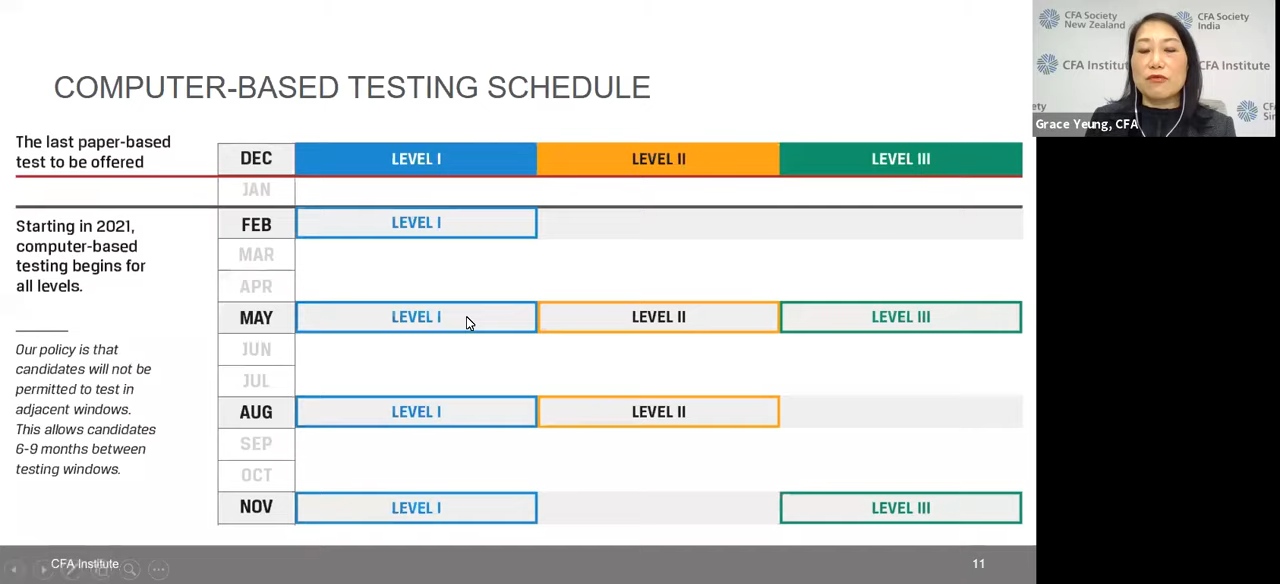 COMPUTER-BASED TESTING SCHEDULE
The last paper-based
test to be offered
DEC LEVEL I LEVEL II LEVEL III
JAN
Starting in 2021,
computer-based
testing begins for
all levels.
FEB LEVEL I
MAR
APR
MAY LEVEL I LEVEL II LEVEL III
Our policy is that
candidates will not be
permitted to test in
adjacent windows.
This allows candidates
6-9 months between
testing windows.
JUN
JUL
AUG LEVEL I LEVEL II
SEP
OCT
NOV LEVEL I LEVEL III
CFA Institute
11
CFA Society
New Zealand
CFA Society
India
CFA Institut
CFA Institute
ety
Grace Yeung, CFA
CFA
Sin